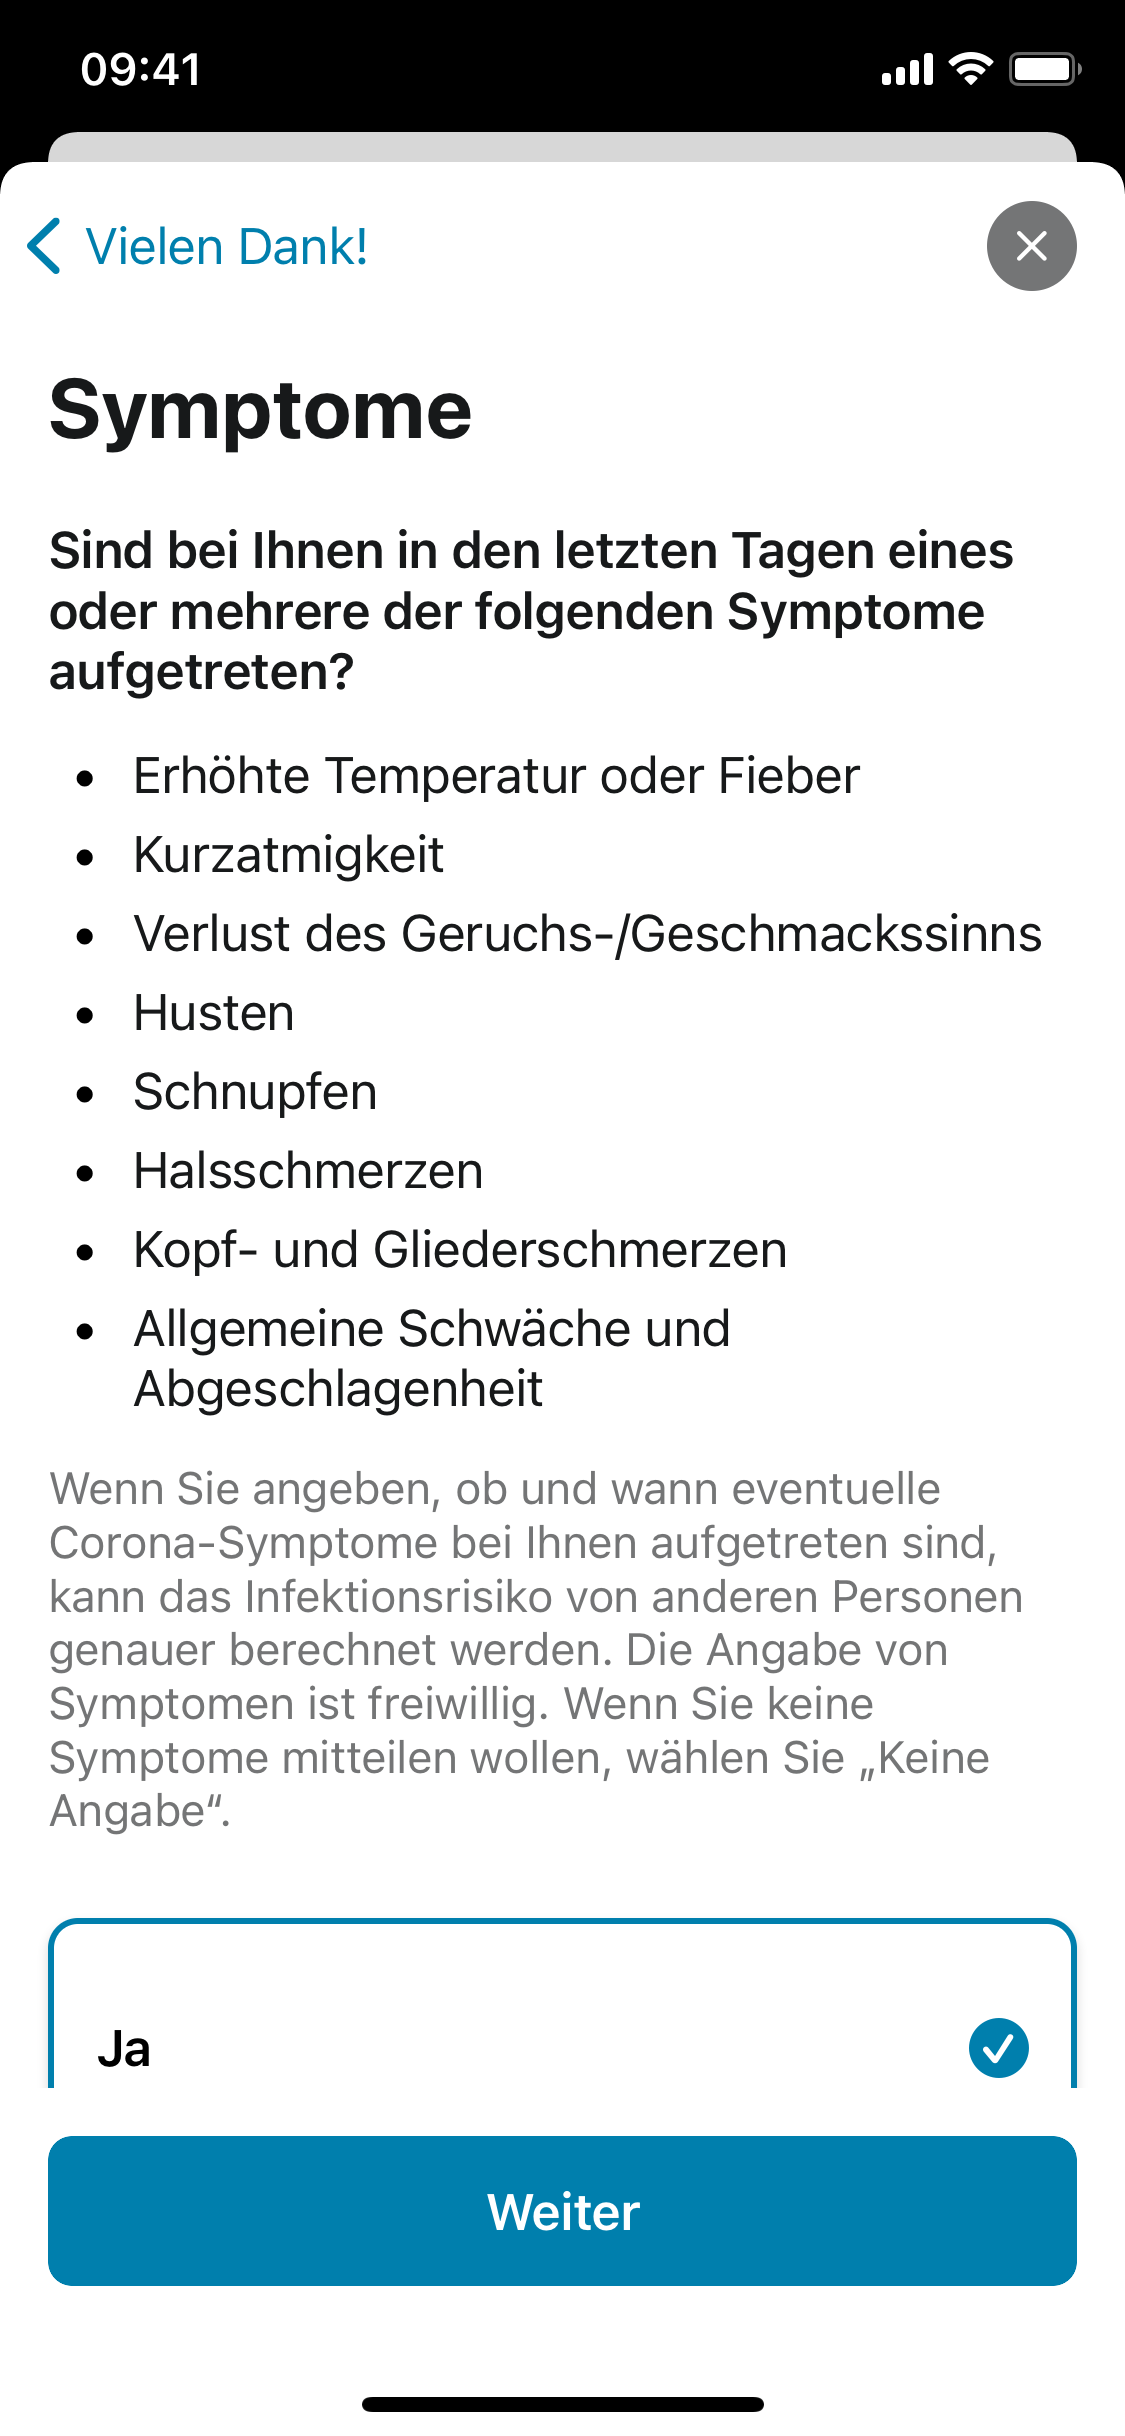 09:41
Vielen Dank!
Symptome
Sind bei Ihnen in den letzten Tagen eines
oder mehrere der folgenden Symptome
aufgetreten?
• Erhöhte Temperatur oder Fieber
• Kurzatmigkeit
• Verlust des Geruchs-/Geschmackssinns
• Husten
• Schnupfen
• Halsschmerzen
• Kopf- und Gliederschmerzen
• Allgemeine Schwäche und
Abgeschlagenheit
Wenn Sie angeben, ob und wann eventuelle
Corona-Symptome bei Ihnen aufgetreten sind,
kann das Infektionsrisiko von anderen Personen
genauer berechnet werden. Die Angabe von
Symptomen ist freiwillig. Wenn Sie keine
Symptome mitteilen wollen, wählen Sie „Keine
Angabe“.
Ja
Weiter